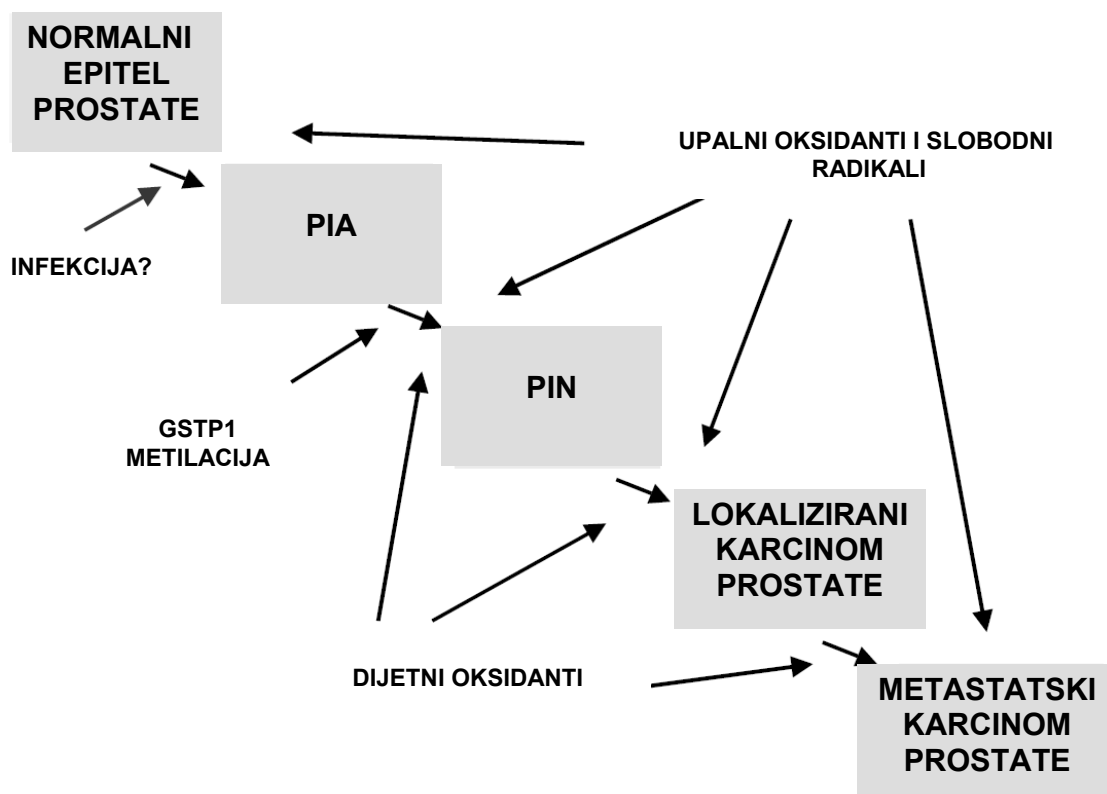 NORMALNI
EPITEL
PROSTATE
UPALNI OKSIDANTI I SLOBODNI
RADIKALI
PIA
INFEKCIJA?
PIN
GSTP1
METILACIJA
LOKALIZIRANI
KARCINOM
PROSTATE
DIJETNI OKSIDANTI
METASTATSKI
KARCINOM
PROSTATE